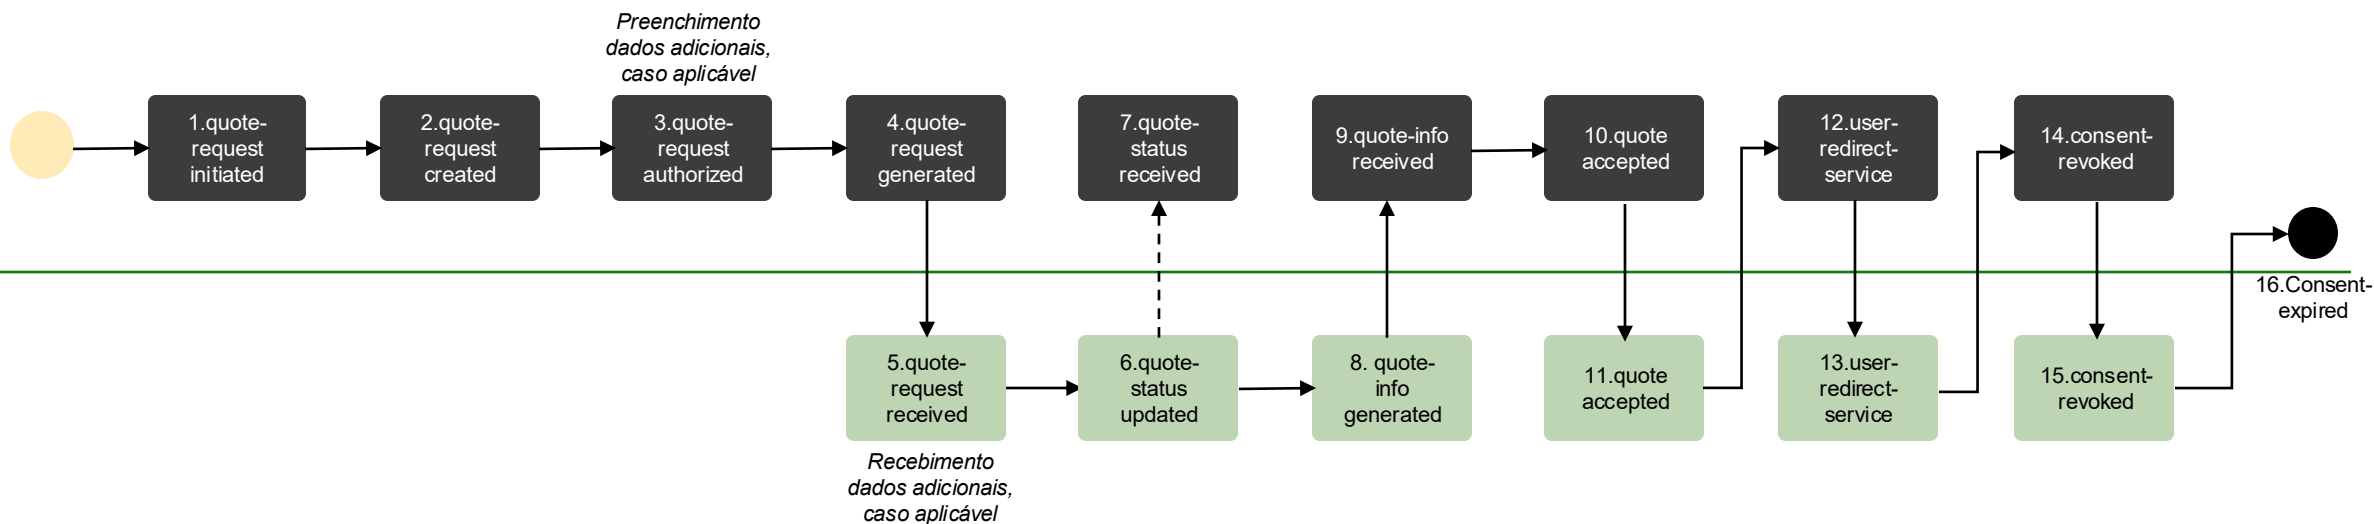 Preenchimento
dados adicionais,
caso aplicável
1.quote-
request
initiated
2.quote-
request
created
3.quote-
request
authorized
4.quote-
request
generated
7.quote-
status
received
9.quote-info
received
10.quote
accepted
12.user-
redirect-
service
14.consent-
revoked
16.Consent-
expired
5.quote-
request
received
6.quote-
status
updated
8. quote-
info
generated
11.quote
accepted
13.user-
redirect-
service
15.consent-
revoked
Recebimento
dados adicionais,
caso aplicável